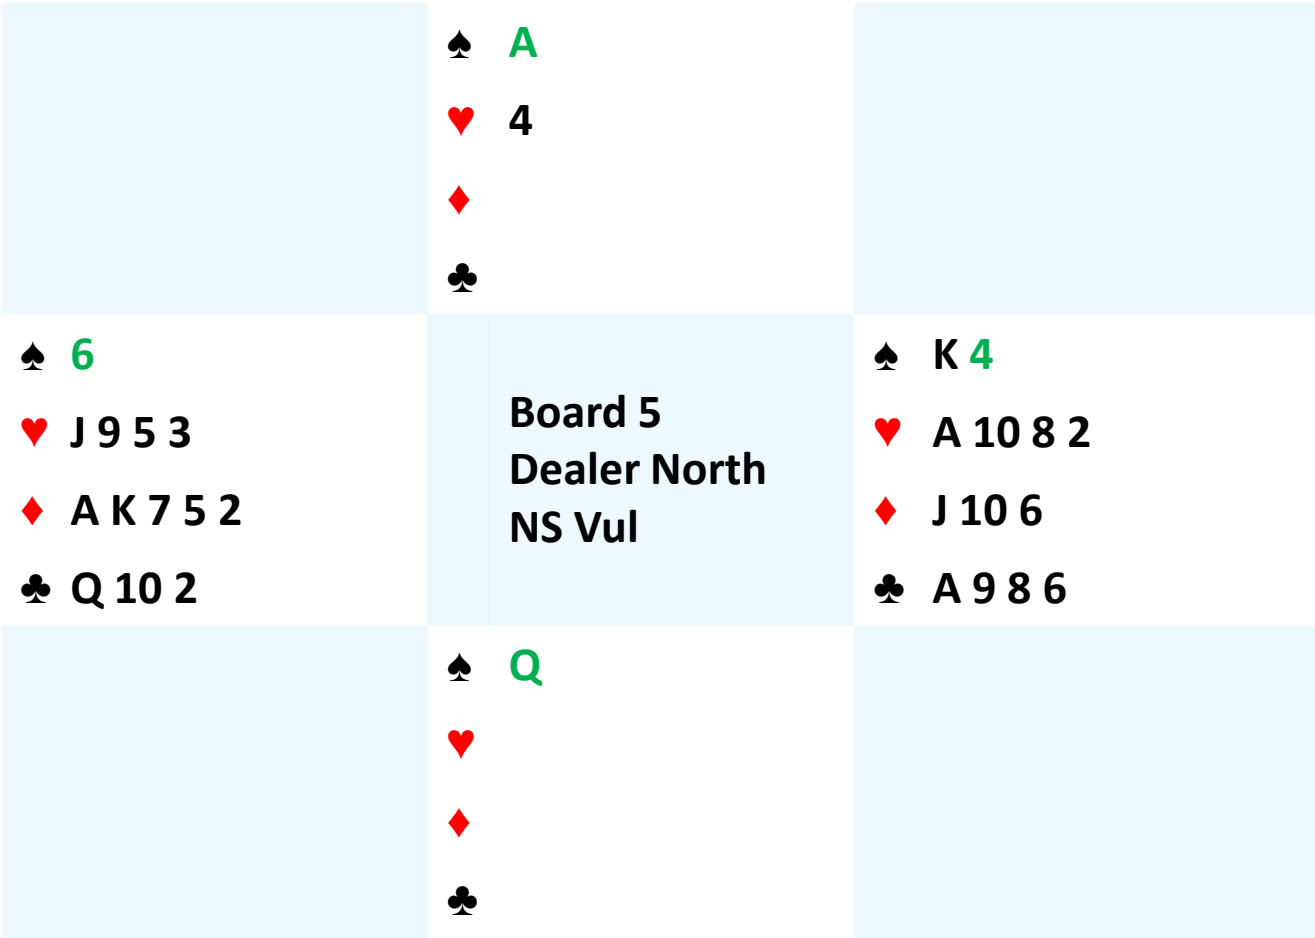 ♠ A
♥ 4
♦
♣
♠ 6
♥ J 9 5 3
♦ A K 7 5 2
♣ Q 10 2
Board 5
Dealer North
NS Vul
♠ K 4
♥ A 10 8 2
♦ J 10 6
♣ A 9 8 6
♠ Q
♥
♦
♣